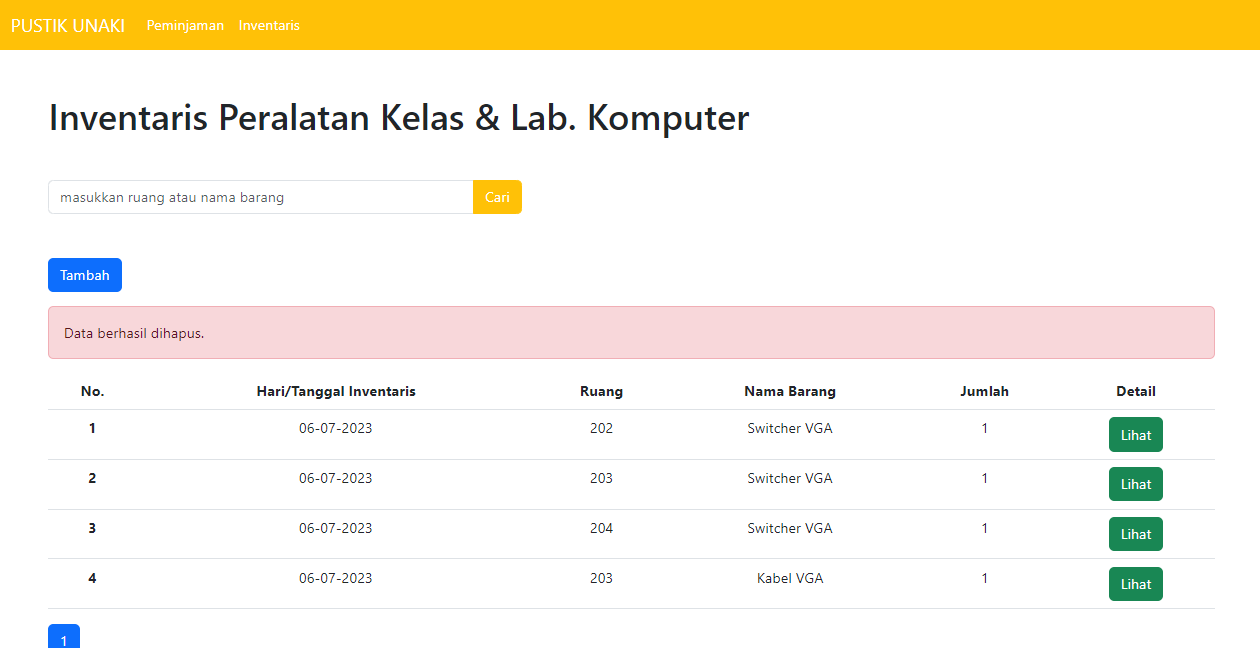 PUSTIK UNAKI Peminjaman Inventaris
Inventaris Peralatan Kelas & Lab. Komputer
masukkan ruang atau nama barang Cari
Tambah
Data berhasil dihapus.
No. Hari/Tanggal Inventaris Ruang Nama Barang Jumlah Detail
1 06-07-2023 202 Switcher VGA 1 Lihat
2 06-07-2023 203 Switcher VGA 1 Lihat
3 06-07-2023 204 Switcher VGA 1 Lihat
4 06-07-2023 203 Kabel VGA 1 Lihat
1